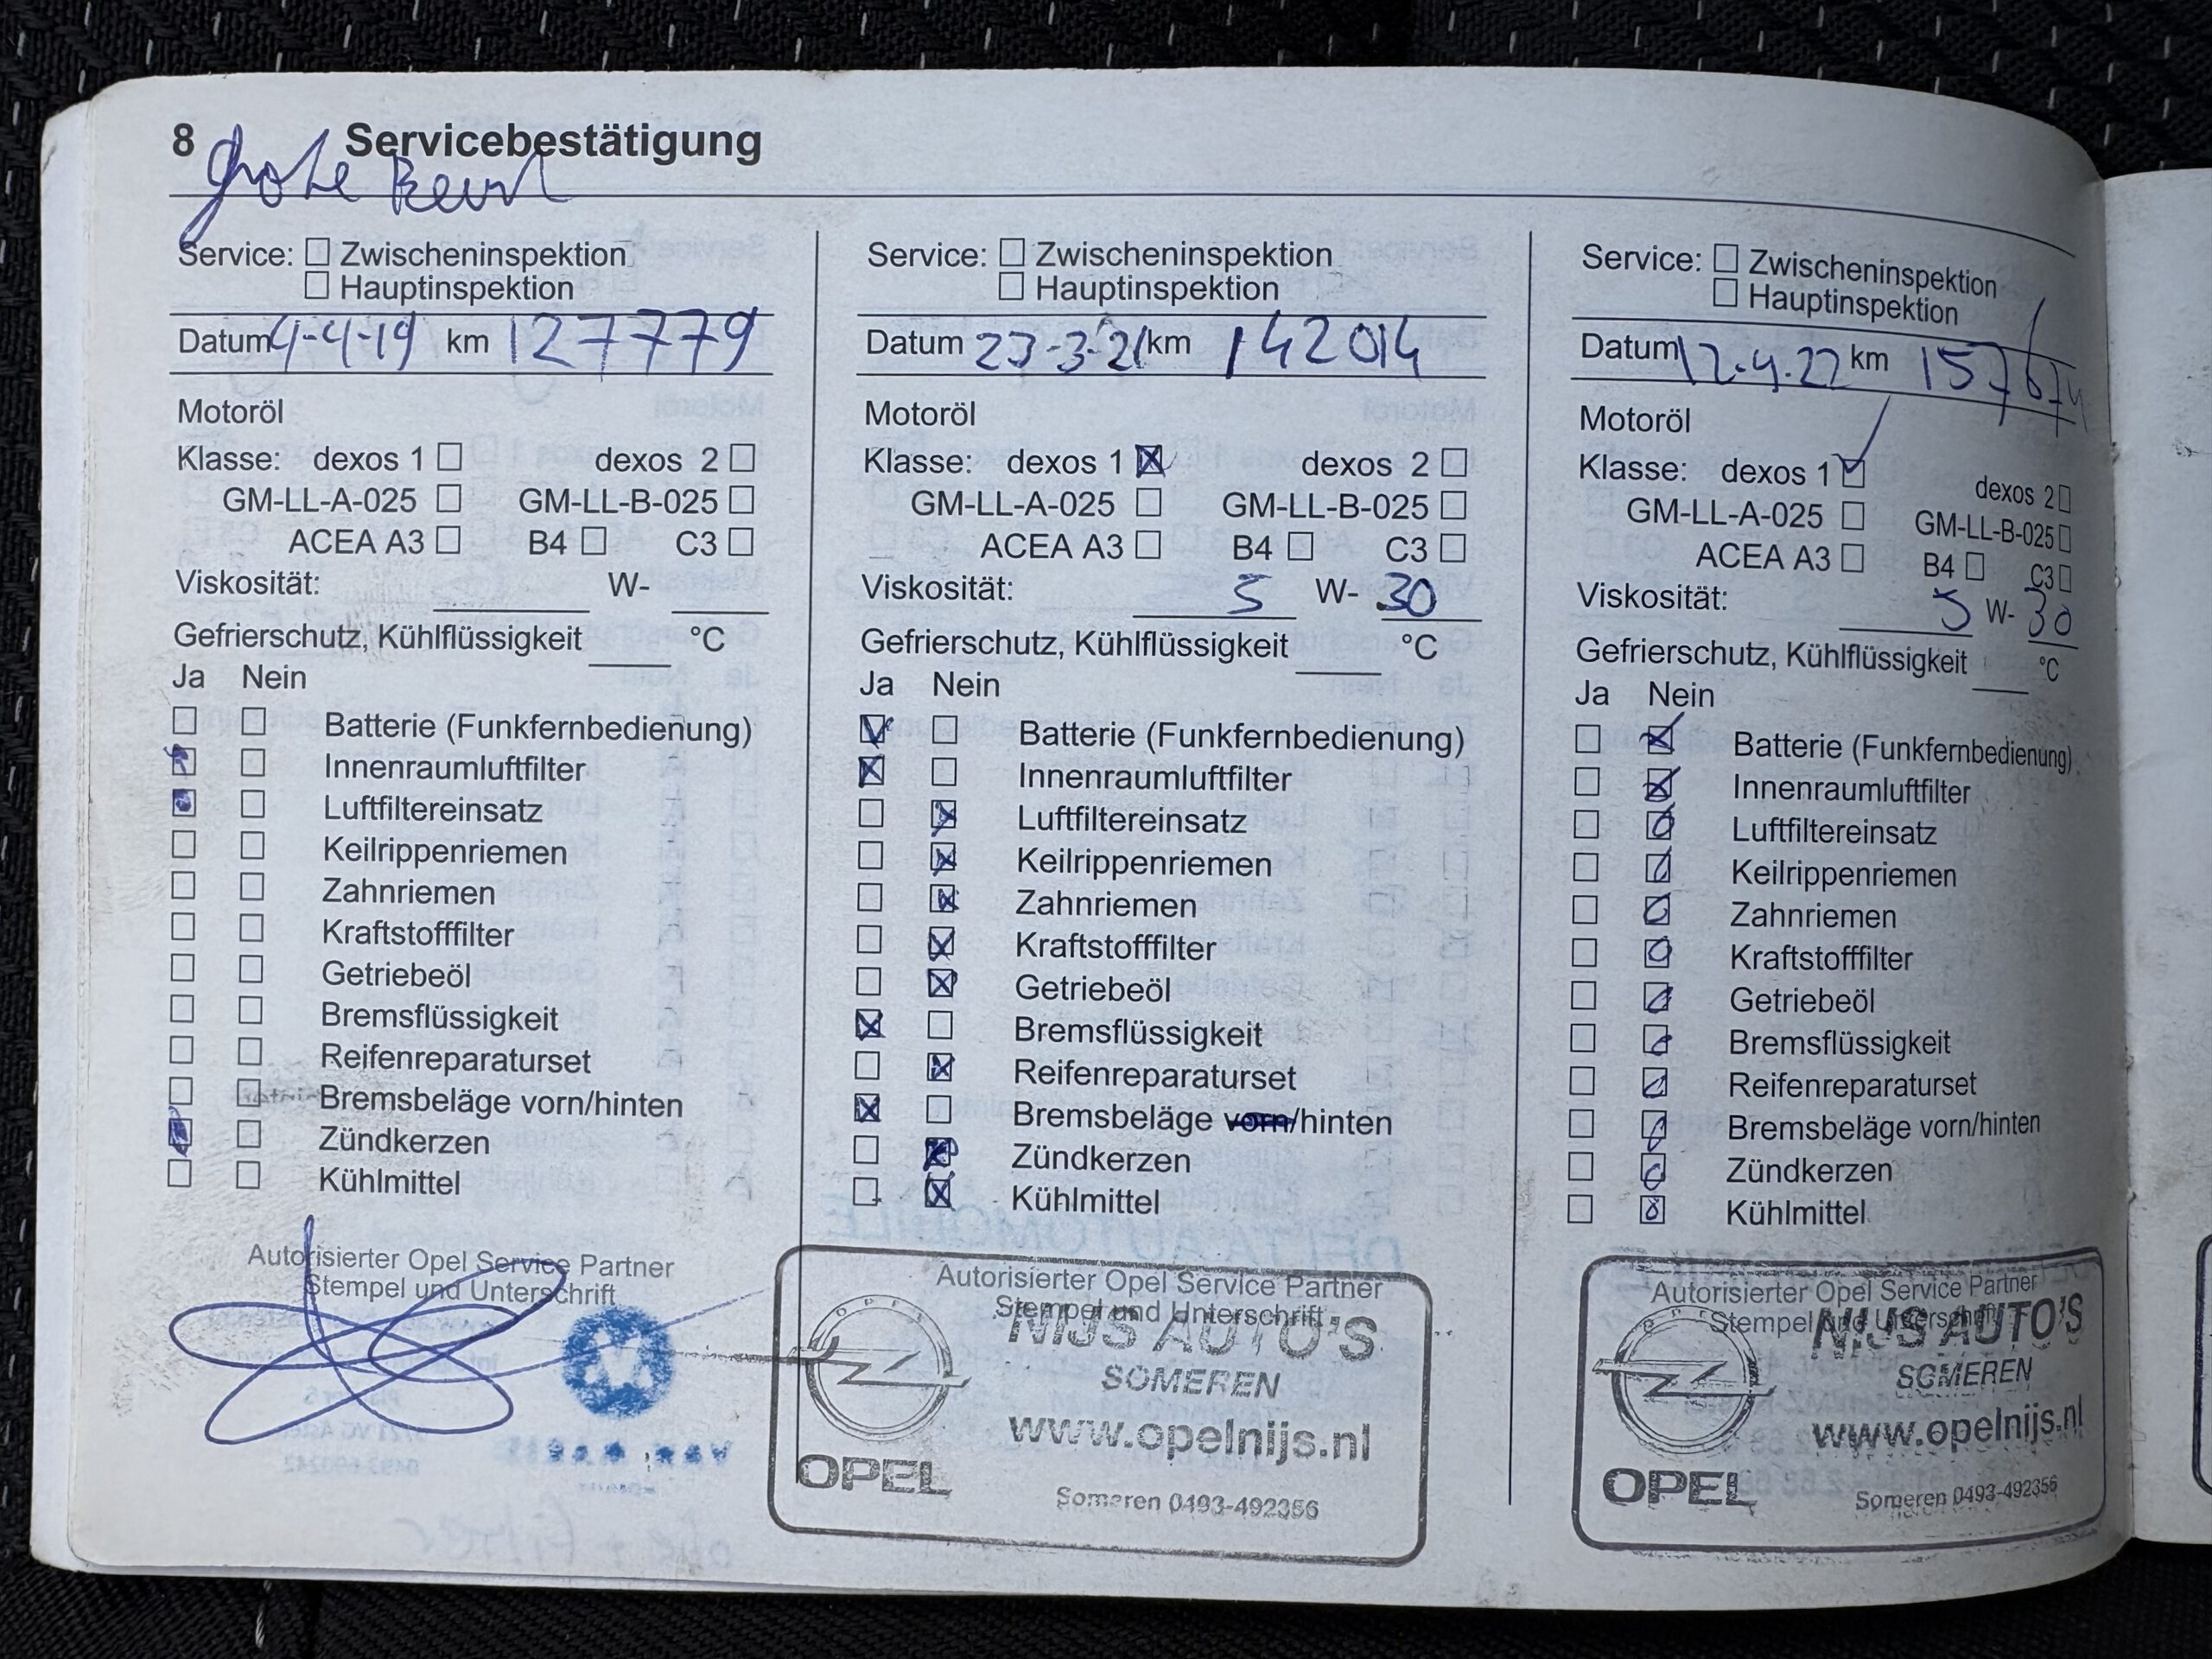 8 Servicebestätigung
Grote Beurt
Service: Zwischeninspektion
Hauptinspektion
Datum 4-4-19 km 127779
Motoröl
Klasse: dexos 1 dexos 2
GM-LL-A-025 GM-LL-B-025
ACEA A3 B4 C3
Viskosität: W-
Gefrierschutz, Kühlflüssigkeit °C
Ja Nein
Batterie (Funkfernbedienung)
Innenraumluftfilter
Luftfiltereinsatz
Keilrippenriemen
Zahnriemen
Kraftstofffilter
Getriebeöl
Bremsflüssigkeit
Reifenreparaturset
Bremsbeläge vorn/hinten
Zündkerzen
Kühlmittel
Autorisierter Opel Service Partner
Stempel und Unterschrift
Service: Zwischeninspektion
Hauptinspektion
Datum 23-3-21 km 142014
Motoröl
Klasse: dexos 1 dexos 2
GM-LL-A-025 GM-LL-B-025
ACEA A3 B4 C3
Viskosität: 5 W- 30
Gefrierschutz, Kühlflüssigkeit °C
Ja Nein
Batterie (Funkfernbedienung)
Innenraumluftfilter
Luftfiltereinsatz
Keilrippenriemen
Zahnriemen
Kraftstofffilter
Getriebeöl
Bremsflüssigkeit
Reifenreparaturset
Bremsbeläge vorn/hinten
Zündkerzen
Kühlmittel
Autorisierter Opel Service Partner
Stempel und Unterschrift
OPEL
NIJS AUTO'S
SOMEREN
www.opelnijs.nl
OPEL
Someren 0493-492356
Service: Zwischeninspektion
Hauptinspektion
Datum 12.4.22 km 157674
Motoröl
Klasse: dexos 1 dexos 2
GM-LL-A-025 GM-LL-B-025
ACEA A3 B4 C3
Viskosität: 5 W- 30
Gefrierschutz, Kühlflüssigkeit °C
Ja Nein
Batterie (Funkfernbedienung)
Innenraumluftfilter
Luftfiltereinsatz
Keilrippenriemen
Zahnriemen
Kraftstofffilter
Getriebeöl
Bremsflüssigkeit
Reifenreparaturset
Bremsbeläge vorn/hinten
Zündkerzen
Kühlmittel
Autorisierter Opel Service Partner
Stempel und Unterschrift
NIJS AUTO'S
SOMEREN
www.opelnijs.nl
OPEL
Someren 0493-492356